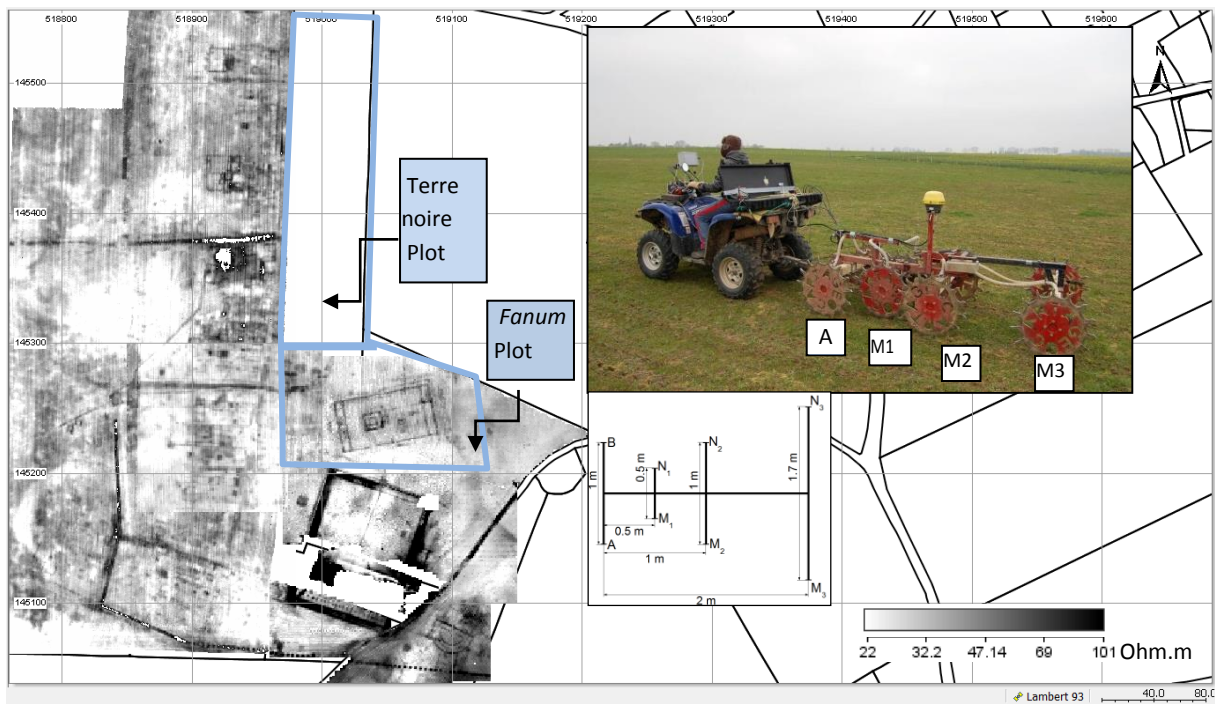 518800
518900
519000
519100
519200
519300
519400
519500
519600
145500
145400
145300
145200
145100
Terre
noire
Plot
Fanum
Plot
N
A
M1
M2
M3
B
A
1 m
N1
M1
0.5 m
0.5 m
N2
M2
1 m
1 m
N3
M3
1.7 m
2 m
22 32.2 47.14 69 101 Ohm.m
Lambert 93
40.0 80.0